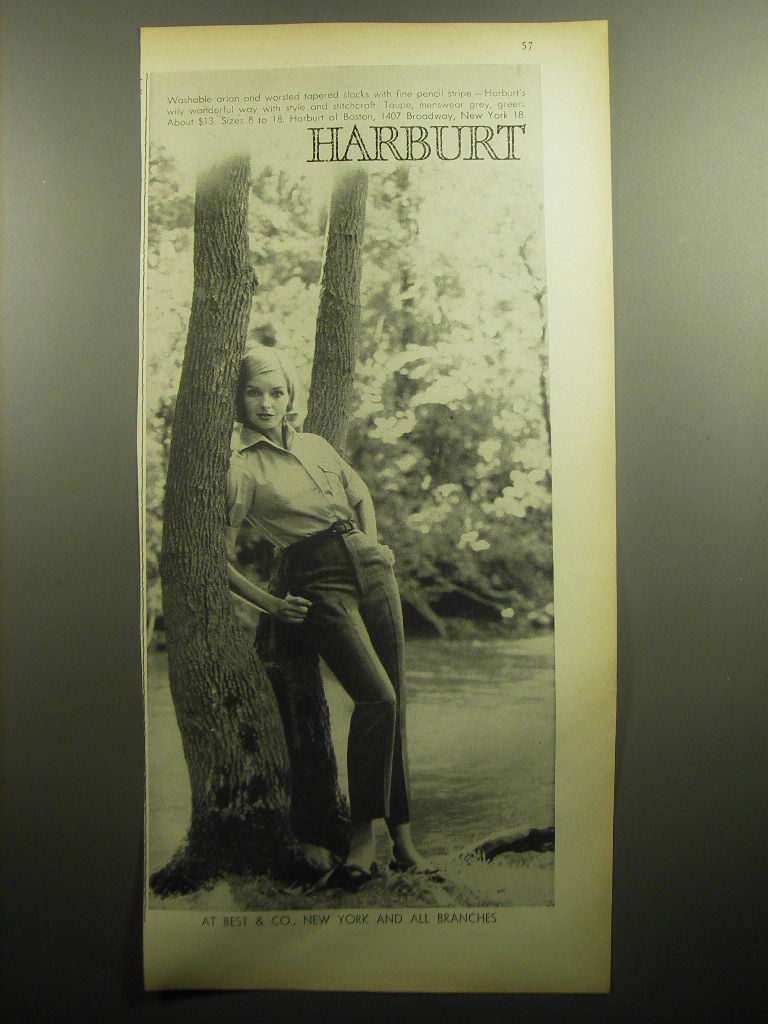 57
Washable orlon and worsted tapered slacks with fine pencil stripe — Harburt's
wily wonderful way with style and stitchcraft. Taupe, menswear grey, green.
About $13. Sizes 8 to 18. Harburt of Boston, 1407 Broadway, New York 18.
HARBURT
AT BEST & CO., NEW YORK AND ALL BRANCHES